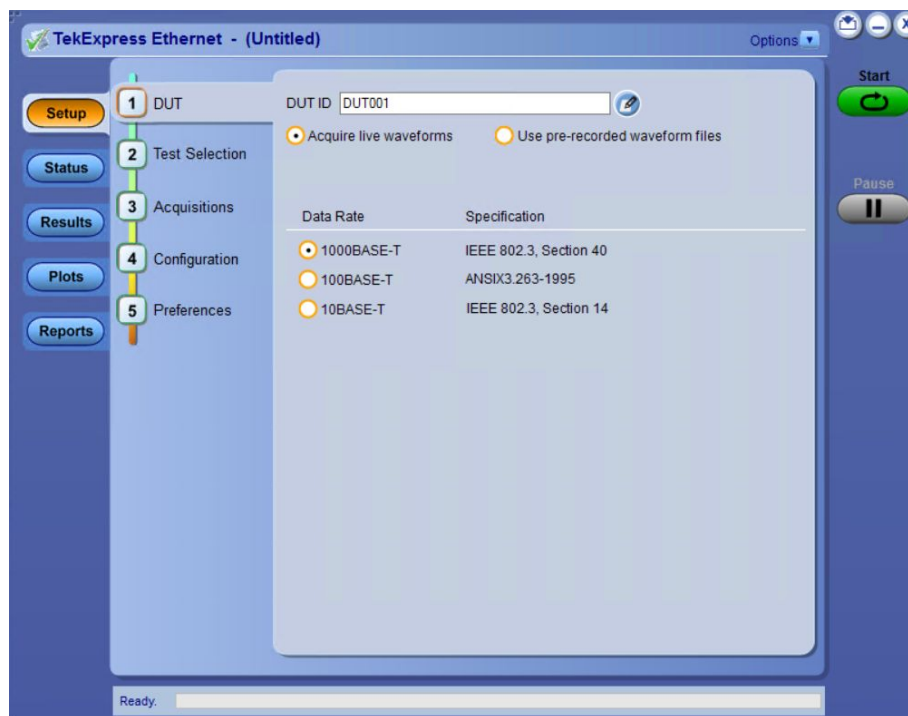 TekExpress Ethernet - (Untitled)
Options
Start
Pause
Setup
Status
Results
Plots
Reports
1 DUT
2 Test Selection
3 Acquisitions
4 Configuration
5 Preferences
DUT ID DUT001
Acquire live waveforms Use pre-recorded waveform files
Data Rate Specification
1000BASE-T IEEE 802.3, Section 40
100BASE-T ANSIX3.263-1995
10BASE-T IEEE 802.3, Section 14
Ready.